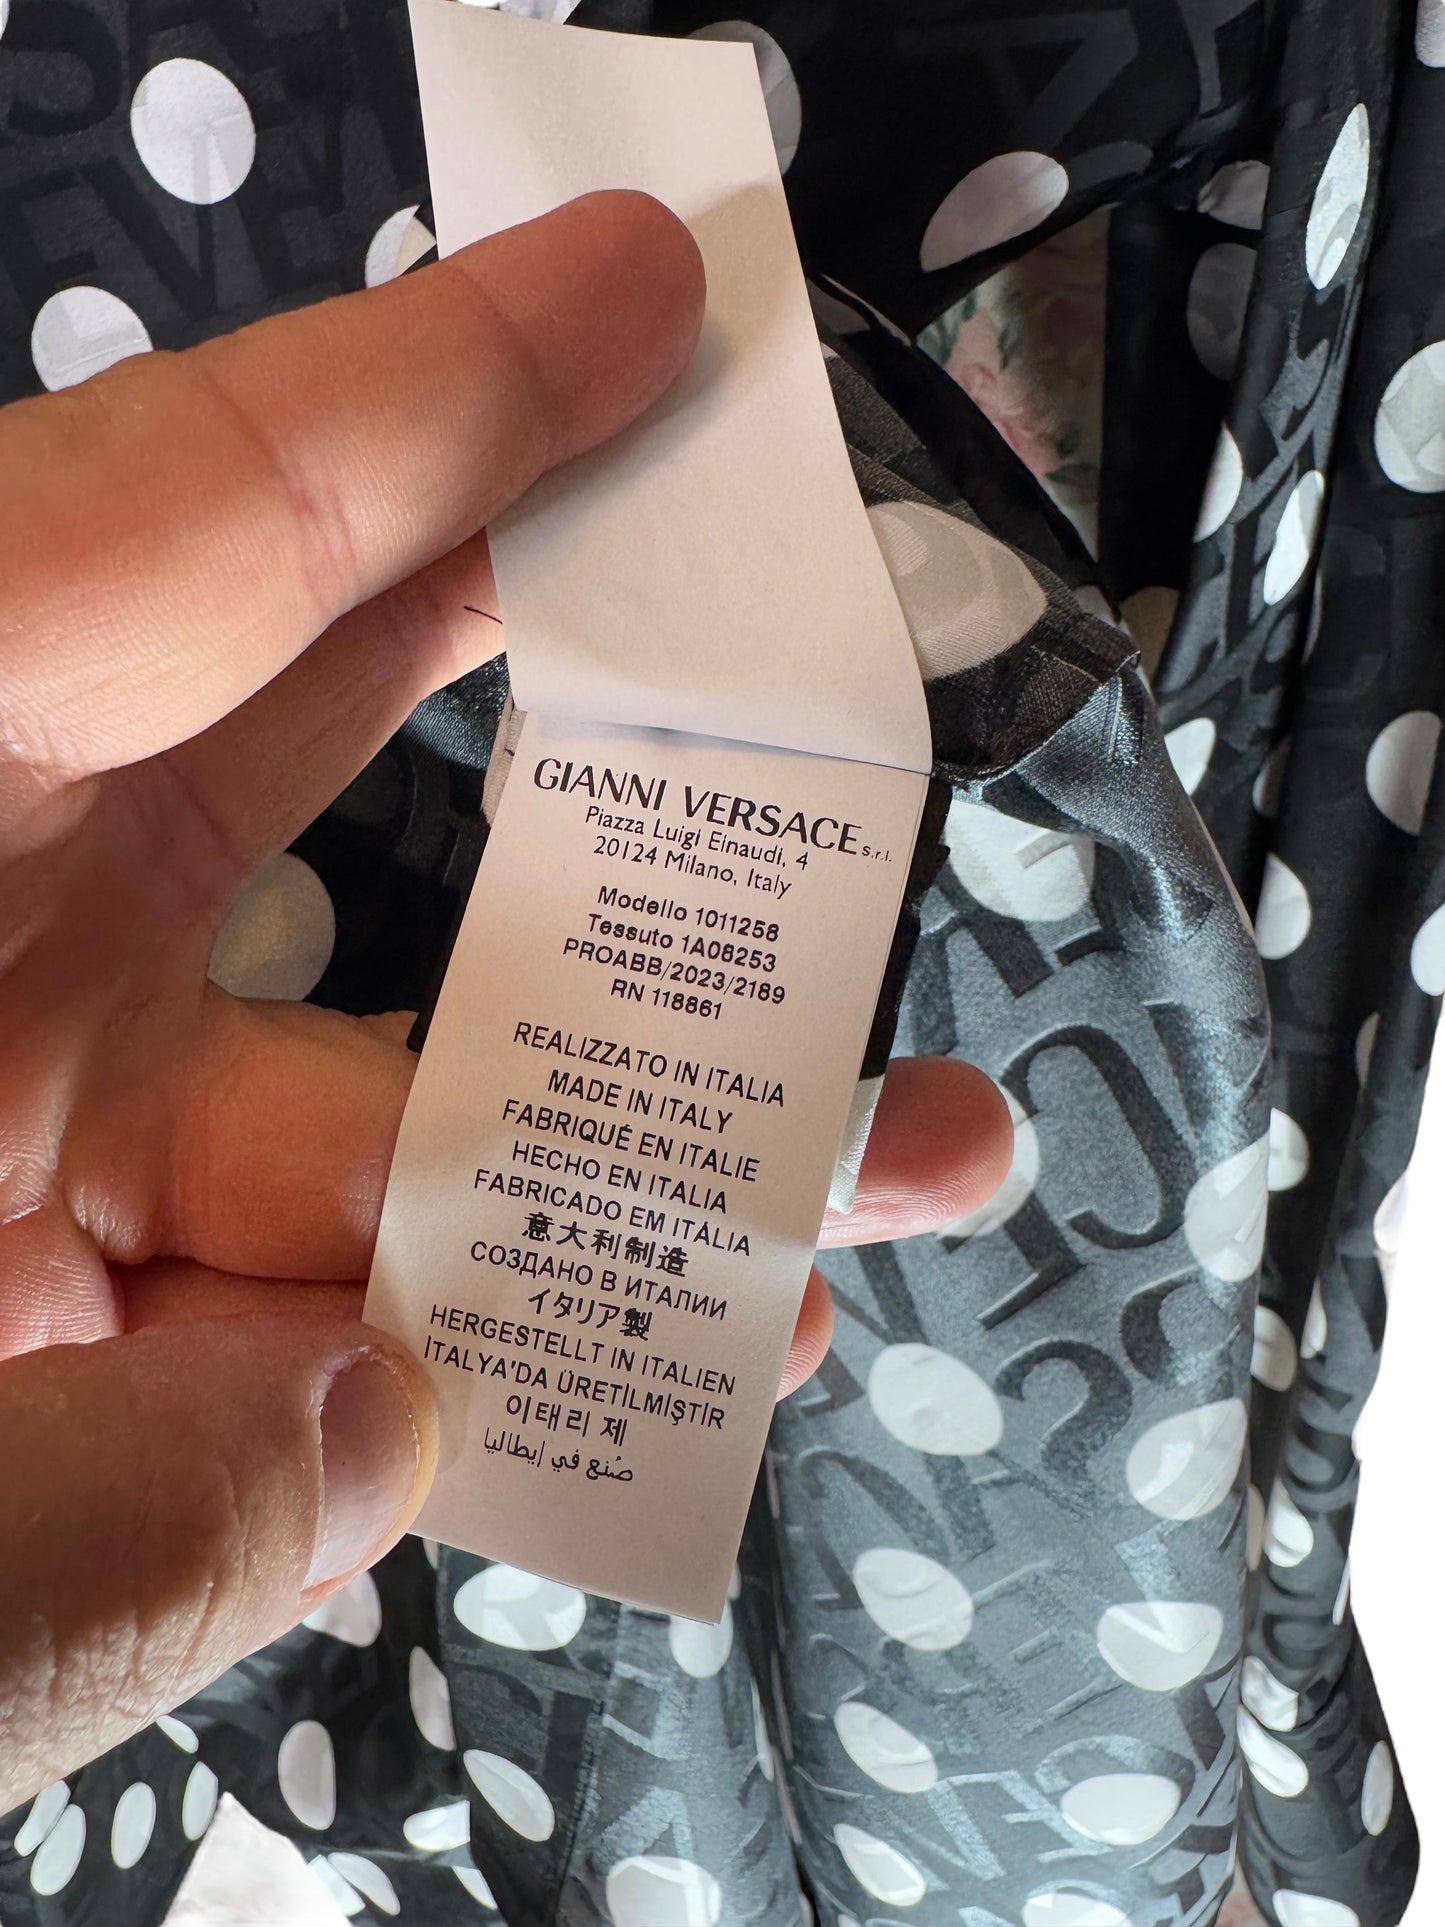 GIANNI VERSACE s.r.l.
Piazza Luigi Einaudi, 4
20124 Milano, Italy
Modello 1011258
Tessuto 1A08253
PROABB/2023/2189
RN 118861
REALIZZATO IN ITALIA
MADE IN ITALY
FABRIQUÉ EN ITALIE
HECHO EN ITALIA
FABRICADO EM ITÁLIA
意大利制造
СОЗДАНО В ИТАЛИИ
イタリア製
HERGESTELLT IN ITALIEN
İTALYA'DA ÜRETİLMİŞTİR
이태리 제
صُنع في إيطاليا